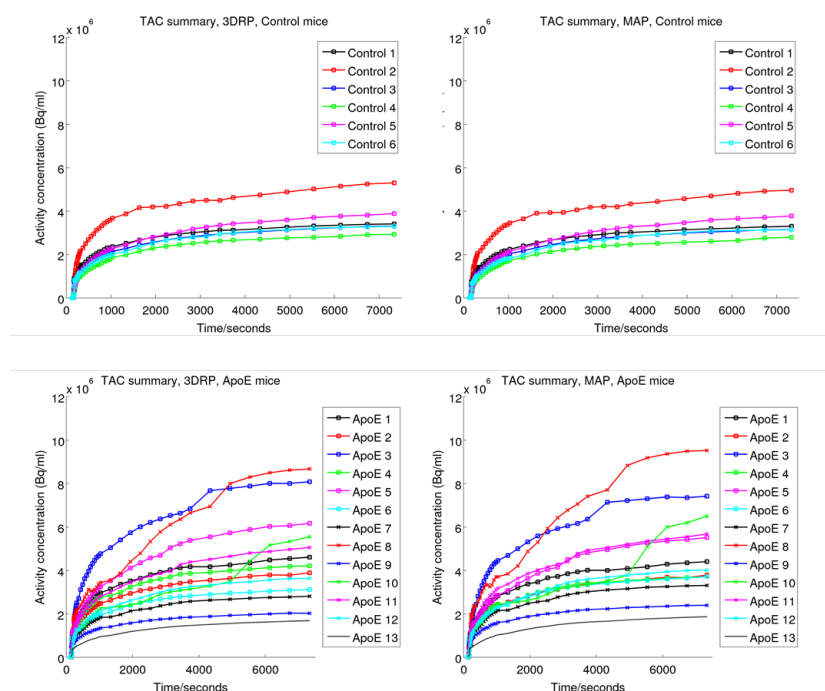 TAC summary, 3DRP, Control mice
x 10^6
12
10
8
6
4
2
0
Activity concentration (Bq/ml)
0 1000 2000 3000 4000 5000 6000 7000
Time/seconds
Control 1
Control 2
Control 3
Control 4
Control 5
Control 6
TAC summary, MAP, Control mice
x 10^6
12
10
8
6
4
2
0
0 1000 2000 3000 4000 5000 6000 7000
Time/seconds
Control 1
Control 2
Control 3
Control 4
Control 5
Control 6
TAC summary, 3DRP, ApoE mice
x 10^6
12
10
8
6
4
2
0
Activity concentration (Bq/ml)
0 2000 4000 6000
Time/seconds
ApoE 1
ApoE 2
ApoE 3
ApoE 4
ApoE 5
ApoE 6
ApoE 7
ApoE 8
ApoE 9
ApoE 10
ApoE 11
ApoE 12
ApoE 13
TAC summary, MAP, ApoE mice
x 10^6
12
10
8
6
4
2
0
Activity concentration (Bq/ml)
0 2000 4000 6000
Time/seconds
ApoE 1
ApoE 2
ApoE 3
ApoE 4
ApoE 5
ApoE 6
ApoE 7
ApoE 8
ApoE 9
ApoE 10
ApoE 11
ApoE 12
ApoE 13